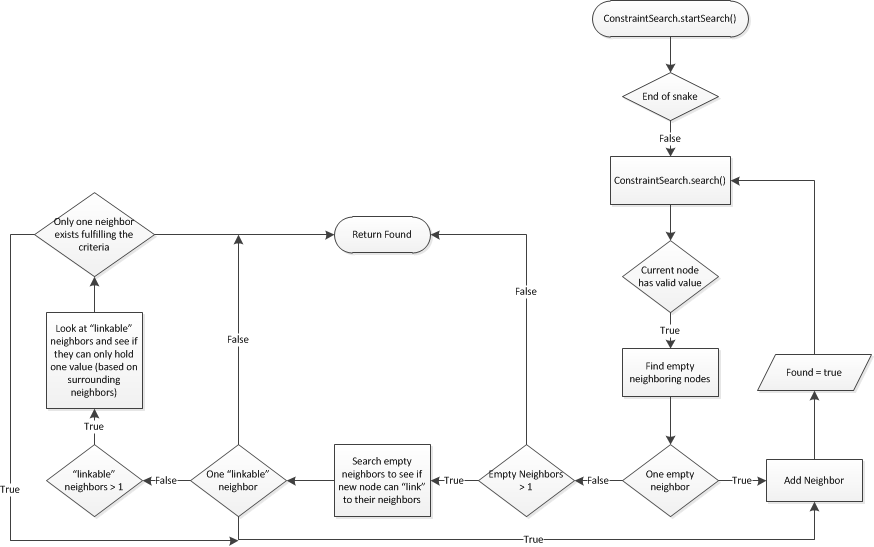 ConstraintSearch.startSearch()
End of snake
False
ConstraintSearch.search()
Only one neighbor
exists fulfilling the
criteria
Return Found
Current node
has valid value
False
True
Look at “linkable”
neighbors and see if
they can only hold
one value (based on
surrounding
neighbors)
False
Find empty
neighboring nodes
Found = true
True
“linkable”
neighbors > 1
False
One “linkable”
neighbor
Search empty
neighbors to see if
new node can “link”
to their neighbors
True
Empty Neighbors
> 1
False
One empty
neighbor
True
Add Neighbor
True
True